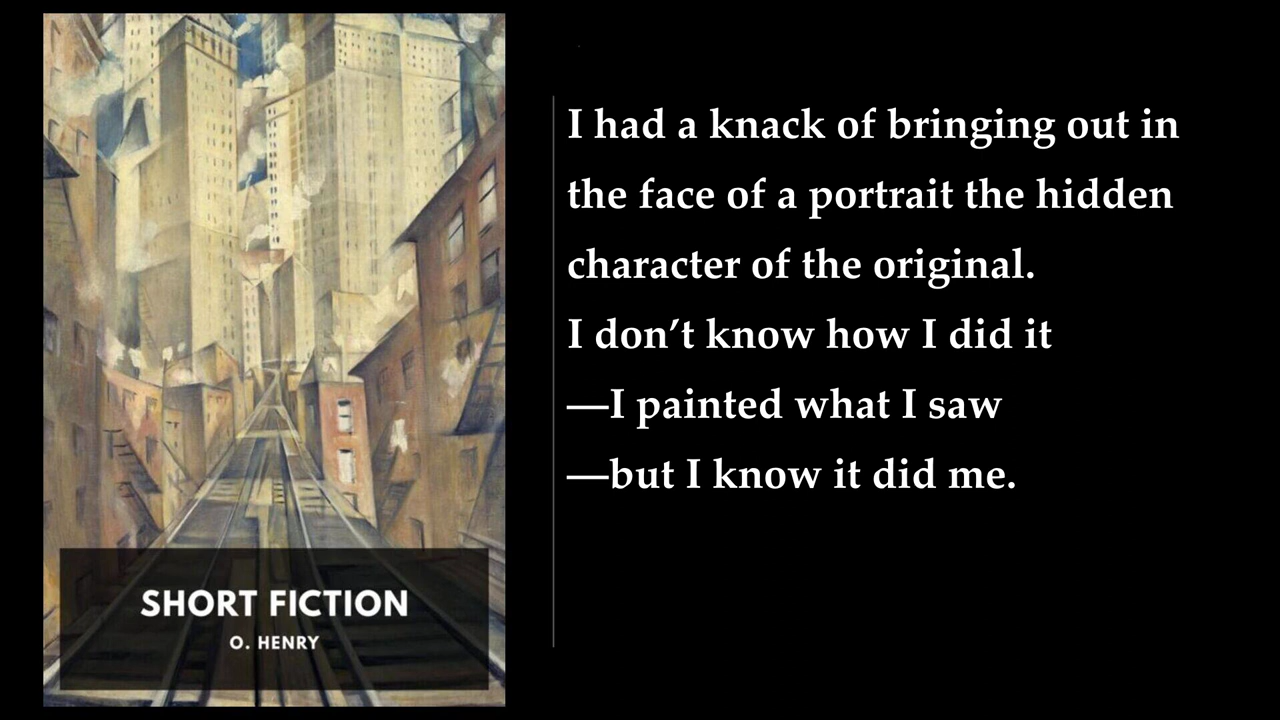 SHORT FICTION
O. HENRY
I had a knack of bringing out in
the face of a portrait the hidden
character of the original.
I don’t know how I did it
—I painted what I saw
—but I know it did me.